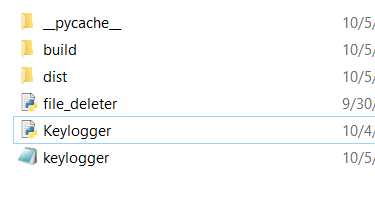 __pycache__ 10/5/
build 10/5/
dist 10/5/
file_deleter 9/30/
Keylogger 10/4/
keylogger 10/5/